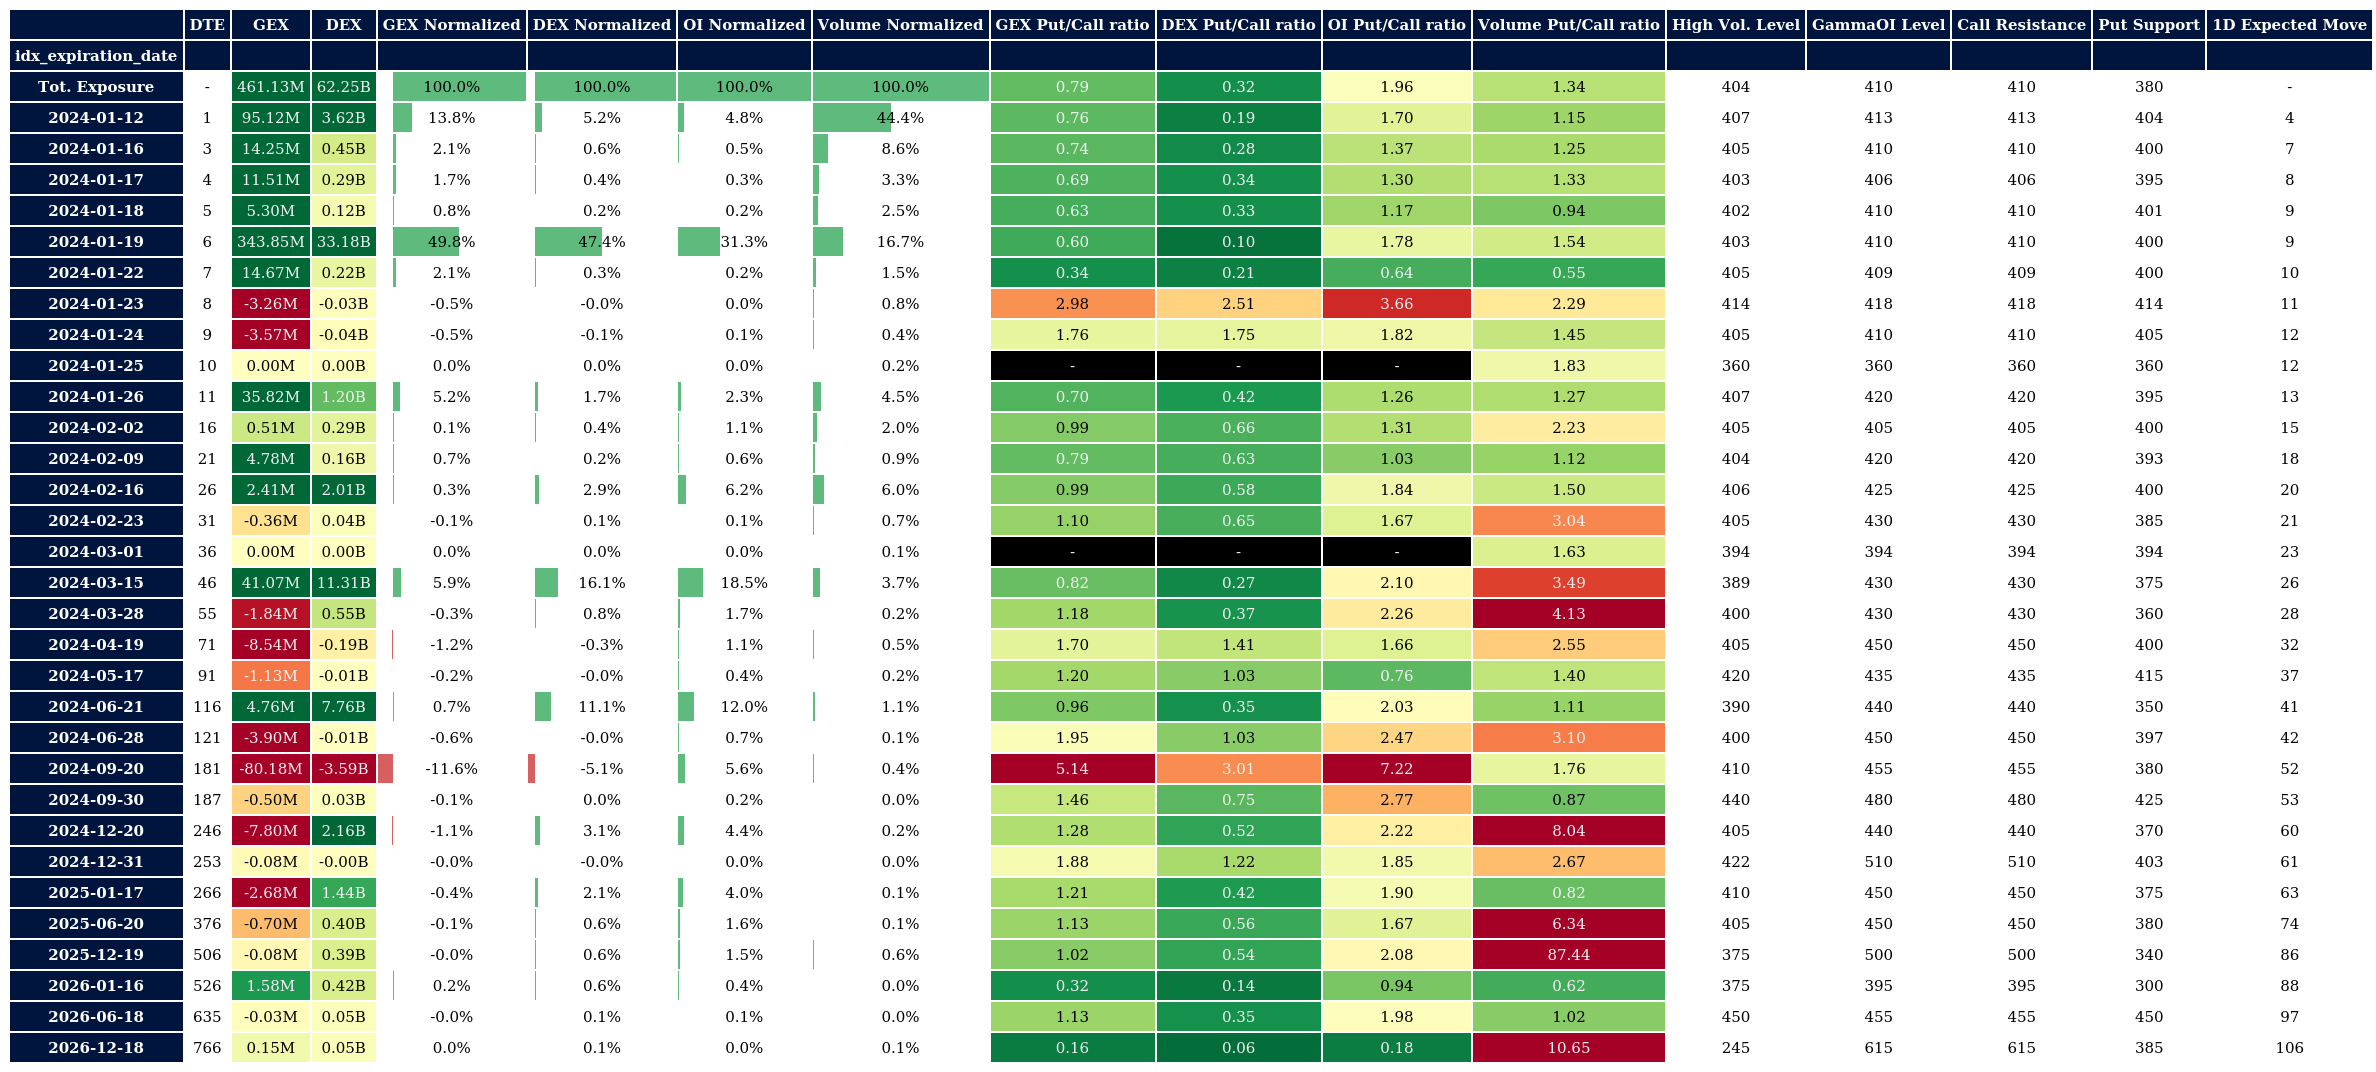 DTE GEX DEX GEX Normalized DEX Normalized OI Normalized Volume Normalized GEX Put/Call ratio DEX Put/Call ratio OI Put/Call ratio Volume Put/Call ratio High Vol. Level GammaOI Level Call Resistance Put Support 1D Expected Move
idx_expiration_date
Tot. Exposure - 461.13M 62.25B 100.0% 100.0% 100.0% 100.0% 0.79 0.32 1.96 1.34 404 410 410 380 -
2024-01-12 1 95.12M 3.62B 13.8% 5.2% 4.8% 44.4% 0.76 0.19 1.70 1.15 407 413 413 404 4
2024-01-16 3 14.25M 0.45B 2.1% 0.6% 0.5% 8.6% 0.74 0.28 1.37 1.25 405 410 410 400 7
2024-01-17 4 11.51M 0.29B 1.7% 0.4% 0.3% 3.3% 0.69 0.34 1.30 1.33 403 406 406 395 8
2024-01-18 5 5.30M 0.12B 0.8% 0.2% 0.2% 2.5% 0.63 0.33 1.17 0.94 402 410 410 401 9
2024-01-19 6 343.85M 33.18B 49.8% 47.4% 31.3% 16.7% 0.60 0.10 1.78 1.54 403 410 410 400 9
2024-01-22 7 14.67M 0.22B 2.1% 0.3% 0.2% 1.5% 0.34 0.21 0.64 0.55 405 409 409 400 10
2024-01-23 8 -3.26M -0.03B -0.5% -0.0% 0.0% 0.8% 2.98 2.51 3.66 2.29 414 418 418 414 11
2024-01-24 9 -3.57M -0.04B -0.5% -0.1% 0.1% 0.4% 1.76 1.75 1.82 1.45 405 410 410 405 12
2024-01-25 10 0.00M 0.00B 0.0% 0.0% 0.0% 0.2% - - - 1.83 360 360 360 360 12
2024-01-26 11 35.82M 1.20B 5.2% 1.7% 2.3% 4.5% 0.70 0.42 1.26 1.27 407 420 420 395 13
2024-02-02 16 0.51M 0.29B 0.1% 0.4% 1.1% 2.0% 0.99 0.66 1.31 2.23 405 405 405 400 15
2024-02-09 21 4.78M 0.16B 0.7% 0.2% 0.6% 0.9% 0.79 0.63 1.03 1.12 404 420 420 393 18
2024-02-16 26 2.41M 2.01B 0.3% 2.9% 6.2% 6.0% 0.99 0.58 1.84 1.50 406 425 425 400 20
2024-02-23 31 -0.36M 0.04B -0.1% 0.1% 0.1% 0.7% 1.10 0.65 1.67 3.04 405 430 430 385 21
2024-03-01 36 0.00M 0.00B 0.0% 0.0% 0.0% 0.1% - - - 1.63 394 394 394 394 23
2024-03-15 46 41.07M 11.31B 5.9% 16.1% 18.5% 3.7% 0.82 0.27 2.10 3.49 389 430 430 375 26
2024-03-28 55 -1.84M 0.55B -0.3% 0.8% 1.7% 0.2% 1.18 0.37 2.26 4.13 400 430 430 360 28
2024-04-19 71 -8.54M -0.19B -1.2% -0.3% 1.1% 0.5% 1.70 1.41 1.66 2.55 405 450 450 400 32
2024-05-17 91 -1.13M -0.01B -0.2% -0.0% 0.4% 0.2% 1.20 1.03 0.76 1.40 420 435 435 415 37
2024-06-21 116 4.76M 7.76B 0.7% 11.1% 12.0% 1.1% 0.96 0.35 2.03 1.11 390 440 440 350 41
2024-06-28 121 -3.90M -0.01B -0.6% -0.0% 0.7% 0.1% 1.95 1.03 2.47 3.10 400 450 450 397 42
2024-09-20 181 -80.18M -3.59B -11.6% -5.1% 5.6% 0.4% 5.14 3.01 7.22 1.76 410 455 455 380 52
2024-09-30 187 -0.50M 0.03B -0.1% 0.0% 0.2% 0.0% 1.46 0.75 2.77 0.87 440 480 480 425 53
2024-12-20 246 -7.80M 2.16B -1.1% 3.1% 4.4% 0.2% 1.28 0.52 2.22 8.04 405 440 440 370 60
2024-12-31 253 -0.08M -0.00B -0.0% -0.0% 0.0% 0.0% 1.88 1.22 1.85 2.67 422 510 510 403 61
2025-01-17 266 -2.68M 1.44B -0.4% 2.1% 4.0% 0.1% 1.21 0.42 1.90 0.82 410 450 450 375 63
2025-06-20 376 -0.70M 0.40B -0.1% 0.6% 1.6% 0.1% 1.13 0.56 1.67 6.34 405 450 450 380 74
2025-12-19 506 -0.08M 0.39B -0.0% 0.6% 1.5% 0.6% 1.02 0.54 2.08 87.44 375 500 500 340 86
2026-01-16 526 1.58M 0.42B 0.2% 0.6% 0.4% 0.0% 0.32 0.14 0.94 0.62 375 395 395 300 88
2026-06-18 635 -0.03M 0.05B -0.0% 0.1% 0.1% 0.0% 1.13 0.35 1.98 1.02 450 455 455 450 97
2026-12-18 766 0.15M 0.05B 0.0% 0.1% 0.0% 0.1% 0.16 0.06 0.18 10.65 245 615 615 385 106